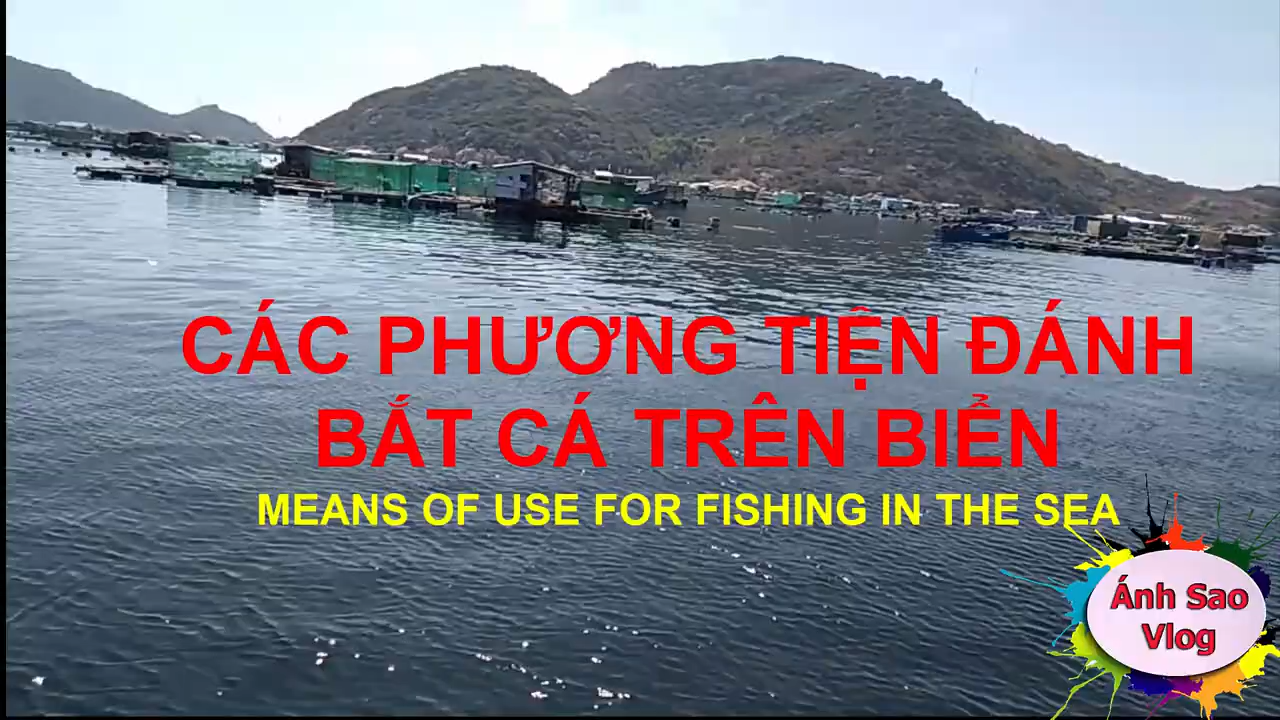 CÁC PHƯƠNG TIỆN ĐÁNH
BẮT CÁ TRÊN BIỂN
MEANS OF USE FOR FISHING IN THE SEA
Ánh Sao
Vlog